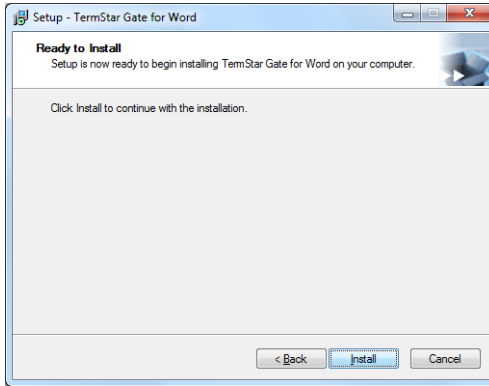 Setup - TermStar Gate for Word
Ready to Install
Setup is now ready to begin installing TermStar Gate for Word on your computer.
Click Install to continue with the installation.
< Back
Install
Cancel